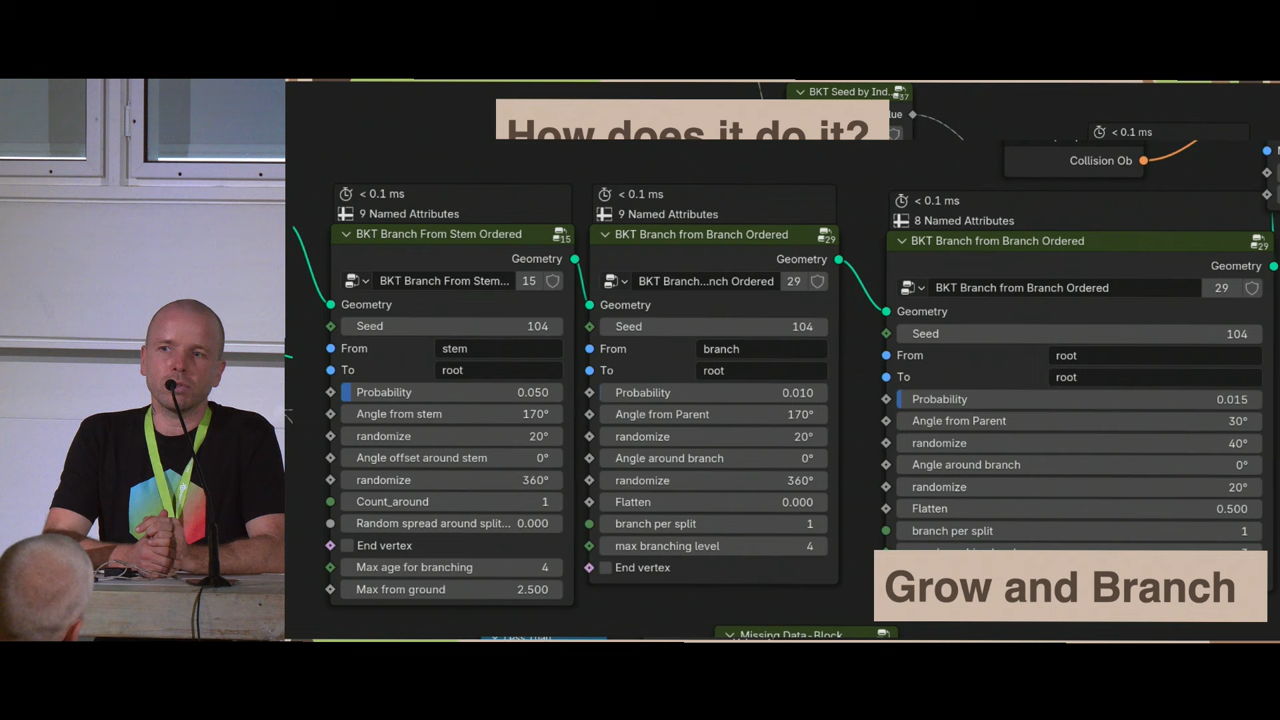 BKT Seed by Ind...
37
How does it do it?
lue
< 0.1 ms
Collision Ob
< 0.1 ms
9 Named Attributes
BKT Branch From Stem Ordered
15
Geometry
BKT Branch From Stem... 15
Geometry
Seed 104
From stem
To root
Probability 0.050
Angle from stem 170°
randomize 20°
Angle offset around stem 0°
randomize 360°
Count_around 1
Random spread around split... 0.000
End vertex
Max age for branching 4
Max from ground 2.500
< 0.1 ms
9 Named Attributes
BKT Branch from Branch Ordered
29
Geometry
BKT Branch...nch Ordered 29
Geometry
Seed 104
From branch
To root
Probability 0.010
Angle from Parent 170°
randomize 20°
Angle around branch 0°
randomize 360°
Flatten 0.000
branch per split 1
max branching level 4
End vertex
< 0.1 ms
8 Named Attributes
BKT Branch from Branch Ordered
29
Geometry
BKT Branch from Branch Ordered 29
Geometry
Seed 104
From root
To root
Probability 0.015
Angle from Parent 30°
randomize 40°
Angle around branch 0°
randomize 20°
Flatten 0.500
branch per split 1
Grow and Branch
Less Than
Missing Data-Block